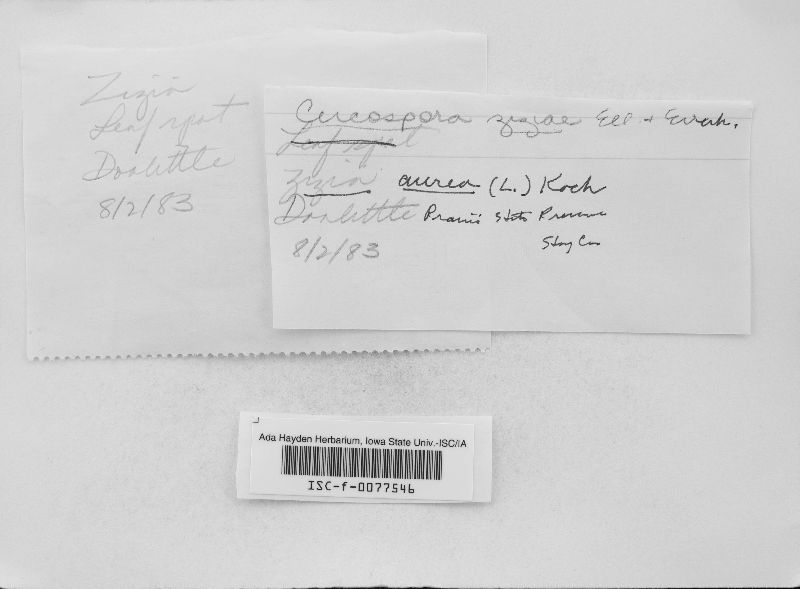 Zizia
Leaf spot
Doolittle
8/2/83
Cercospora ziziae Ell + Everh.
Leaf spot
Zizia aurea (L.) Koch
Doolittle Prairie State Preserve
Story Co
8/2/83
Ada Hayden Herbarium, Iowa State Univ.-ISC/IA
ISC-f-0077546